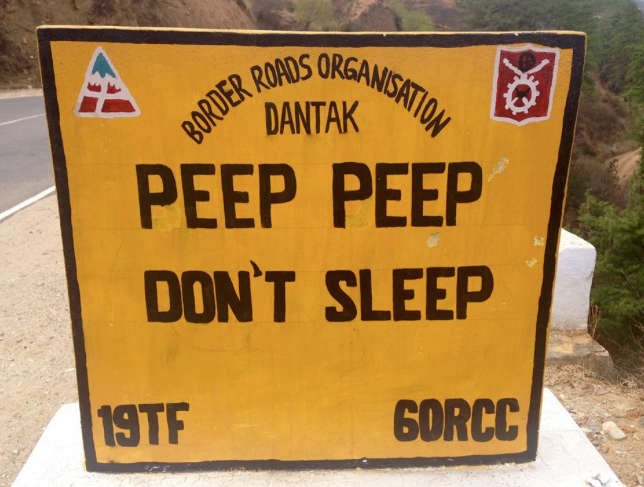 BORDER ROADS ORGANISATION
DANTAK
PEEP PEEP
DON'T SLEEP
19TF 60RCC